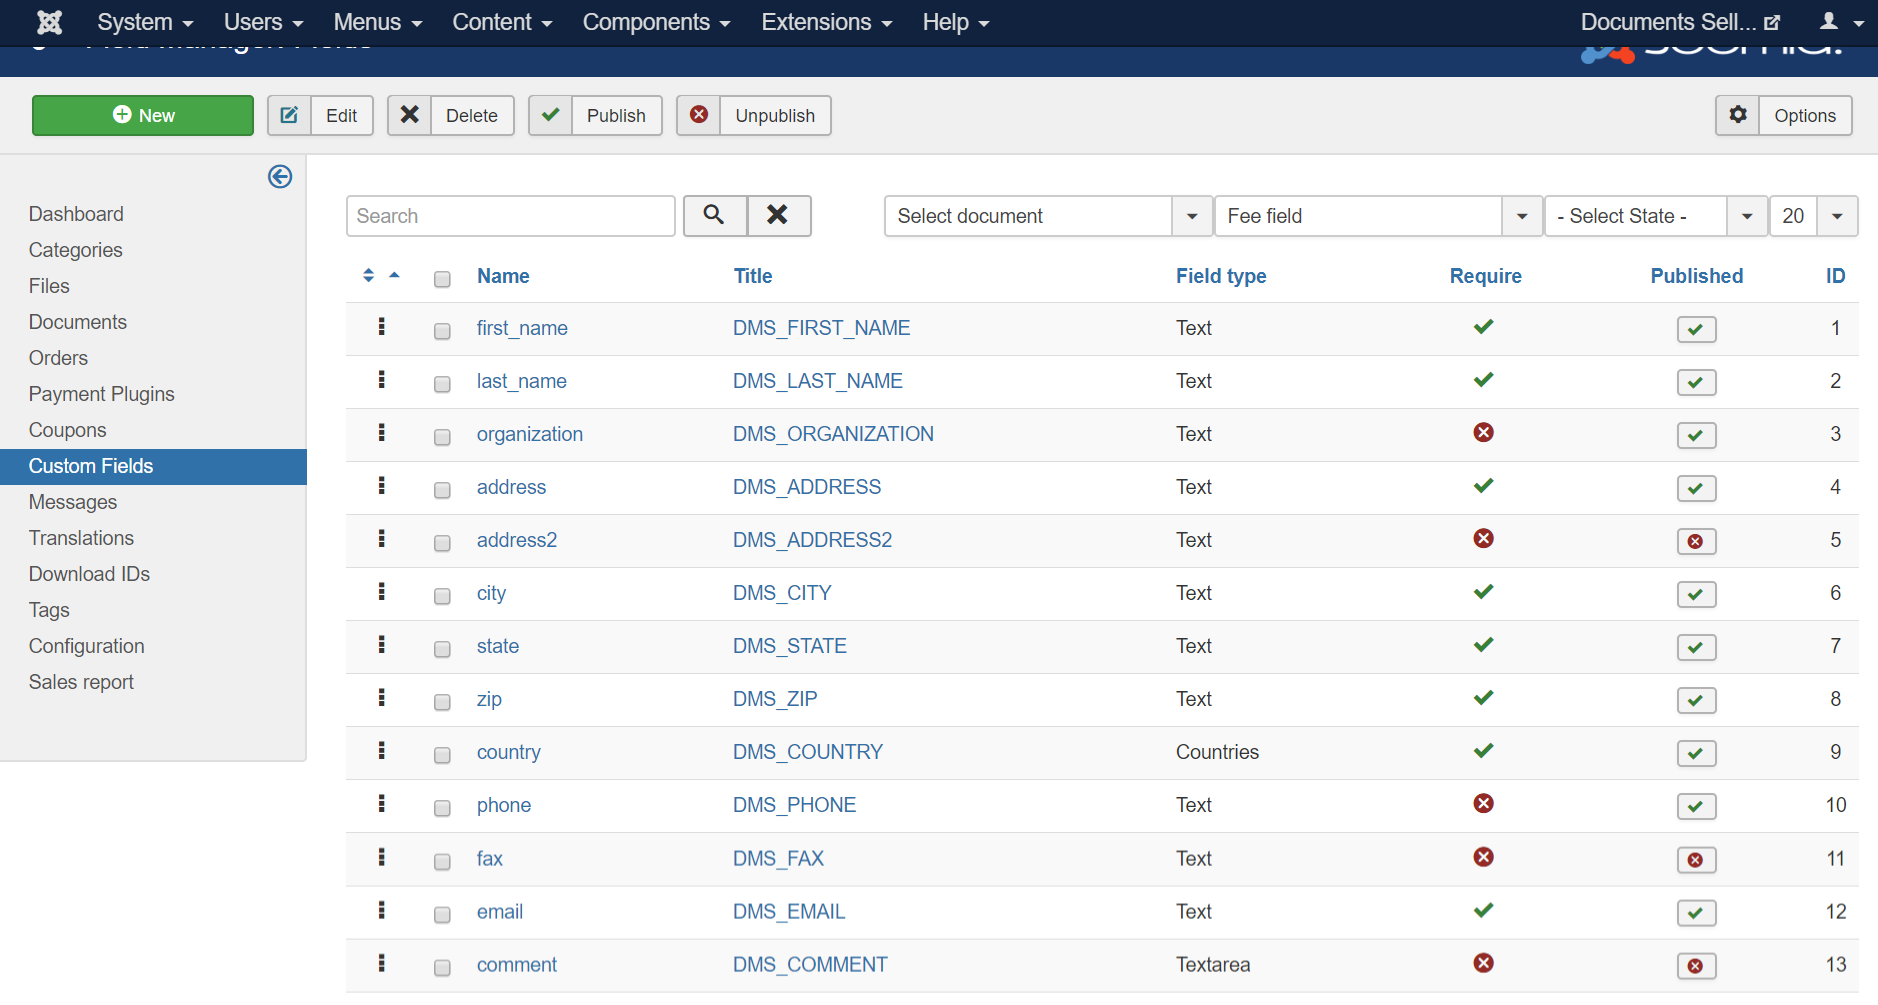 System Users Menus Content Components Extensions Help Documents Sell...
New Edit Delete Publish Unpublish Options
Dashboard
Categories
Files
Documents
Orders
Payment Plugins
Coupons
Custom Fields
Messages
Translations
Download IDs
Tags
Configuration
Sales report
Search Select document Fee field - Select State - 20
Name Title Field type Require Published ID
first_name DMS_FIRST_NAME Text 1
last_name DMS_LAST_NAME Text 2
organization DMS_ORGANIZATION Text 3
address DMS_ADDRESS Text 4
address2 DMS_ADDRESS2 Text 5
city DMS_CITY Text 6
state DMS_STATE Text 7
zip DMS_ZIP Text 8
country DMS_COUNTRY Countries 9
phone DMS_PHONE Text 10
fax DMS_FAX Text 11
email DMS_EMAIL Text 12
comment DMS_COMMENT Textarea 13